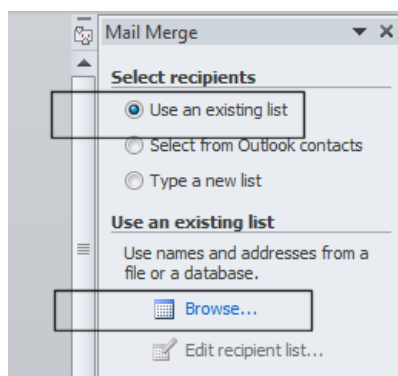 Mail Merge
Select recipients
Use an existing list
Select from Outlook contacts
Type a new list
Use an existing list
Use names and addresses from a
file or a database.
Browse...
Edit recipient list...